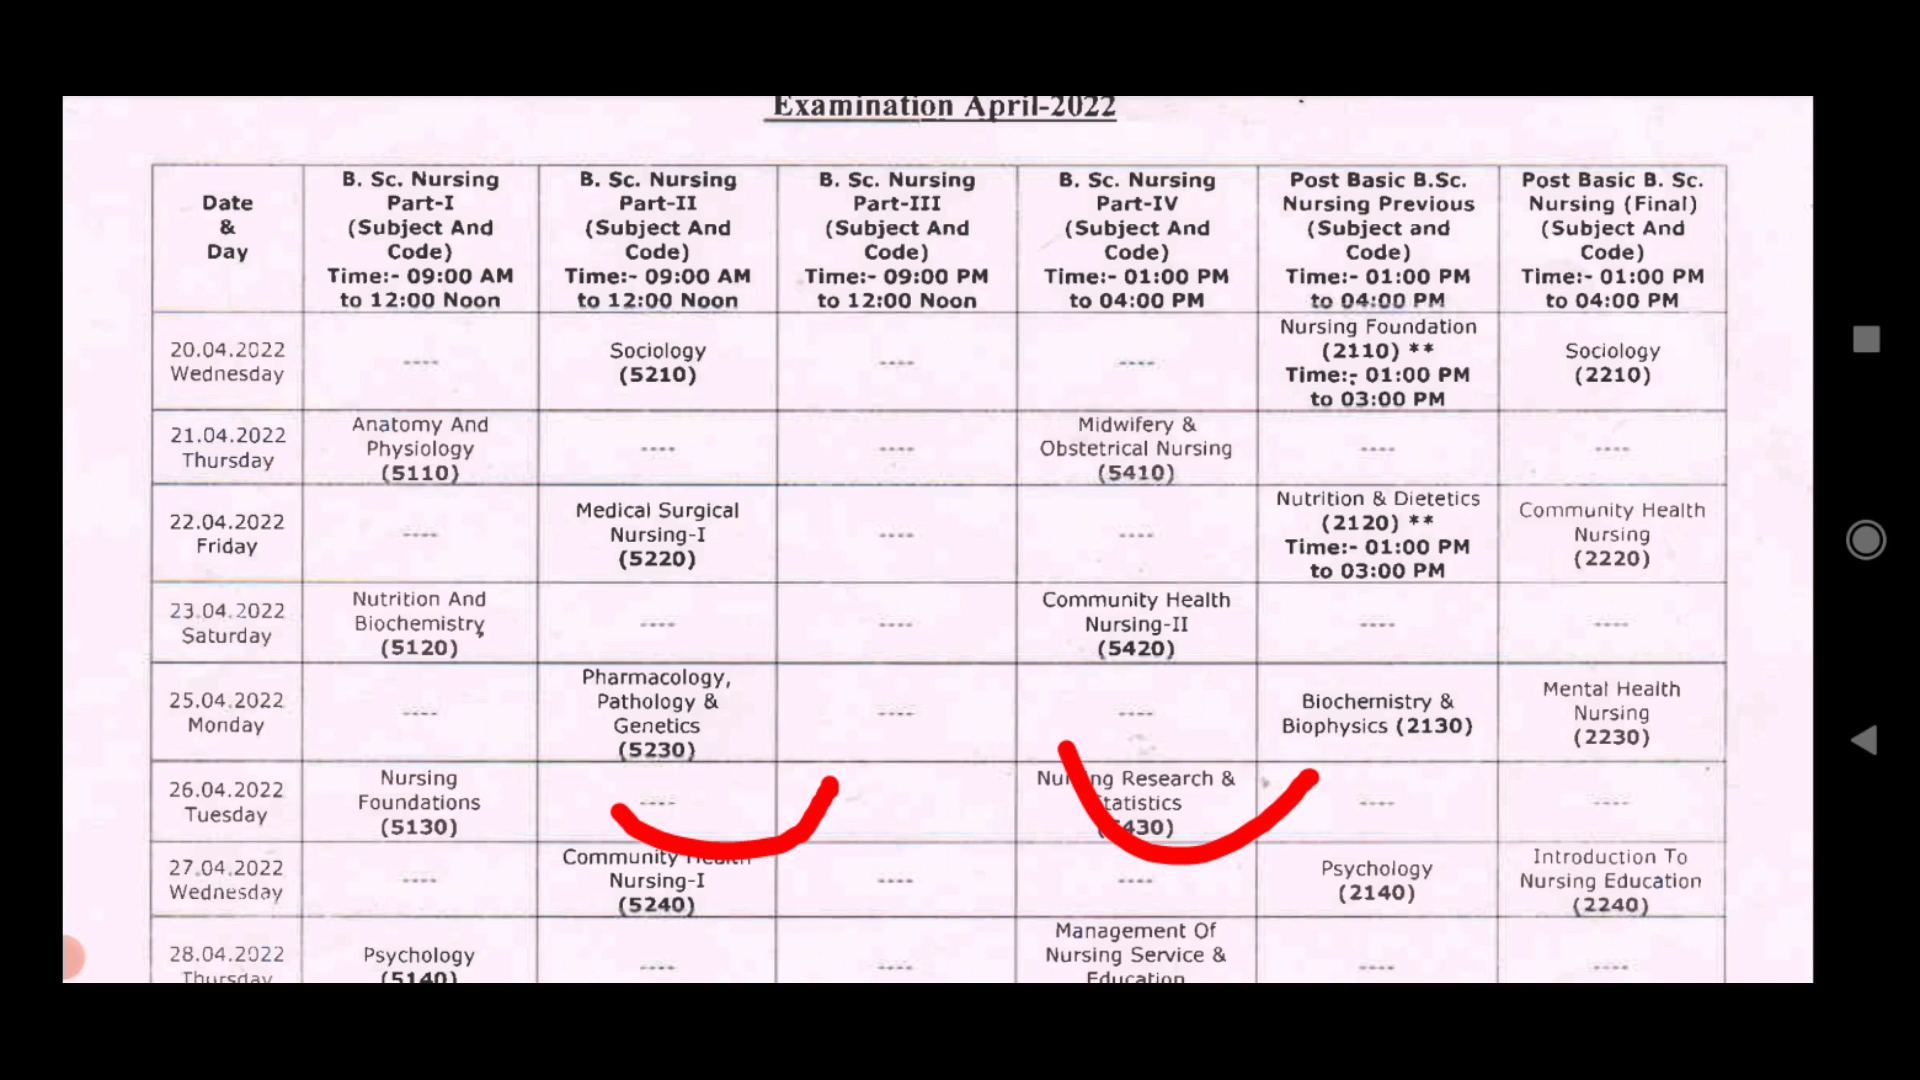 Examination April-2022
Date
&
Day
B. Sc. Nursing
Part-I
(Subject And
Code)
Time:- 09:00 AM
to 12:00 Noon
B. Sc. Nursing
Part-II
(Subject And
Code)
Time:- 09:00 AM
to 12:00 Noon
B. Sc. Nursing
Part-III
(Subject And
Code)
Time:- 09:00 PM
to 12:00 Noon
B. Sc. Nursing
Part-IV
(Subject And
Code)
Time:- 01:00 PM
to 04:00 PM
Post Basic B.Sc.
Nursing Previous
(Subject and
Code)
Time:- 01:00 PM
to 04:00 PM
Post Basic B. Sc.
Nursing (Final)
(Subject And
Code)
Time:- 01:00 PM
to 04:00 PM
20.04.2022
Wednesday
----
Sociology
(5210)
----
----
Nursing Foundation
(2110) **
Time:- 01:00 PM
to 03:00 PM
Sociology
(2210)
21.04.2022
Thursday
Anatomy And
Physiology
(5110)
----
----
Midwifery &
Obstetrical Nursing
(5410)
----
----
22.04.2022
Friday
----
Medical Surgical
Nursing-I
(5220)
----
----
Nutrition & Dietetics
(2120) **
Time:- 01:00 PM
to 03:00 PM
Community Health
Nursing
(2220)
23.04.2022
Saturday
Nutrition And
Biochemistry
(5120)
----
----
Community Health
Nursing-II
(5420)
----
----
25.04.2022
Monday
----
Pharmacology,
Pathology &
Genetics
(5230)
----
----
Biochemistry &
Biophysics (2130)
Mental Health
Nursing
(2230)
26.04.2022
Tuesday
Nursing
Foundations
(5130)
----
Nursing Research &
Statistics
(5430)
----
----
27.04.2022
Wednesday
----
Community Health
Nursing-I
(5240)
----
----
Psychology
(2140)
Introduction To
Nursing Education
(2240)
28.04.2022
Thursday
Psychology
(5140)
----
----
Management Of
Nursing Service &
Education
----
----